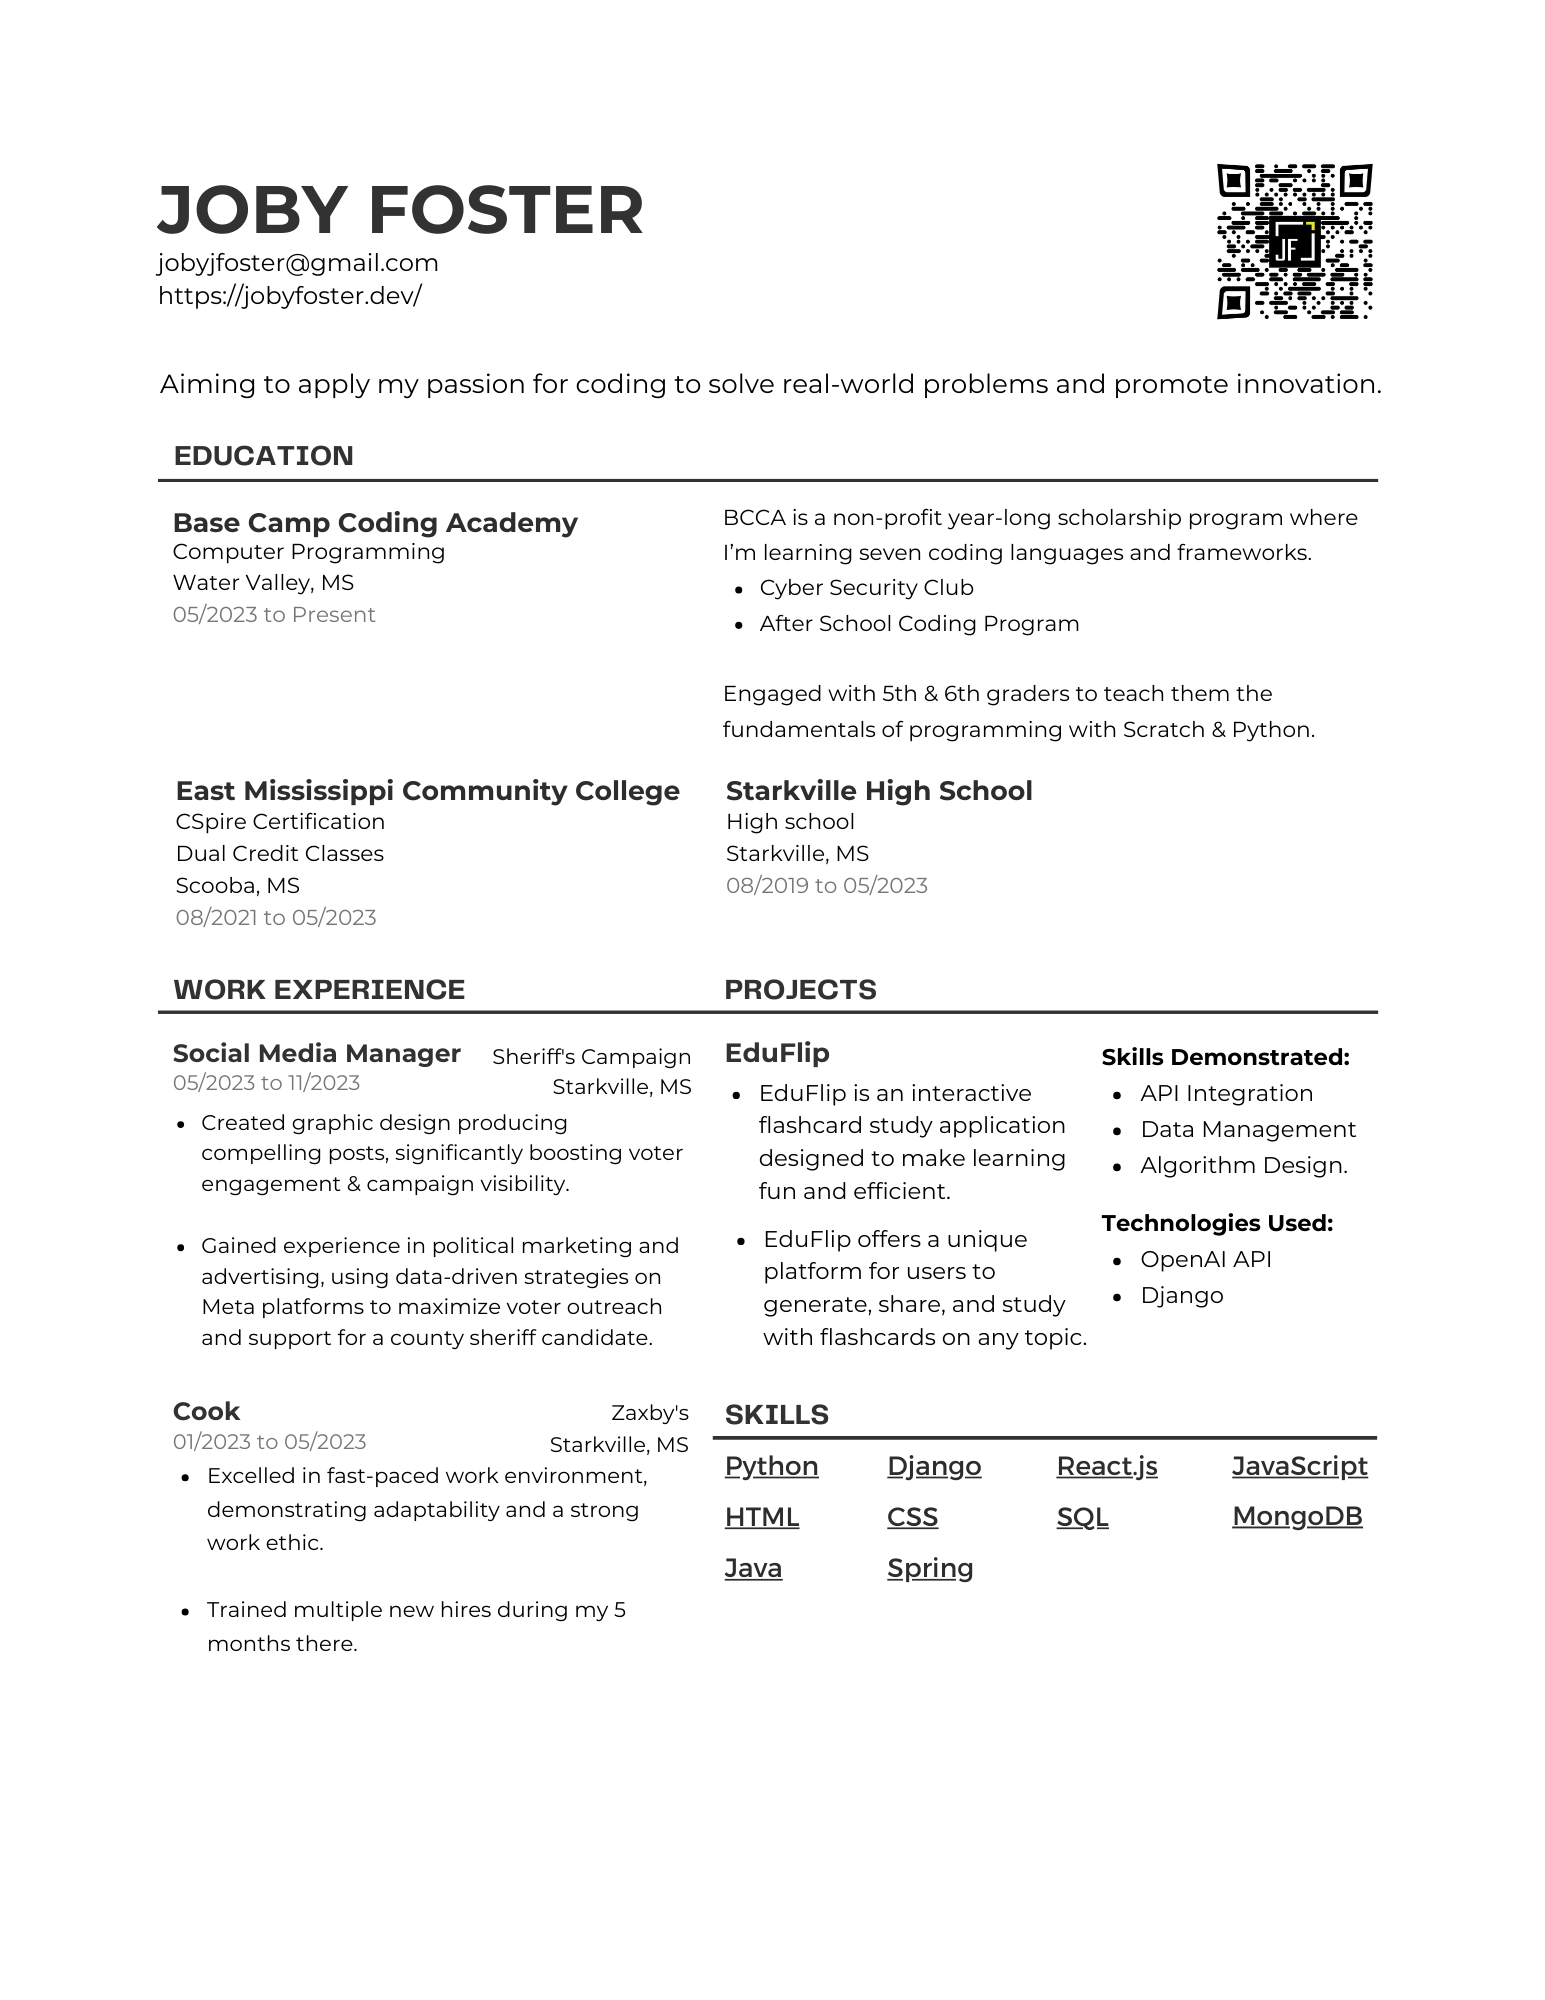 JOBY FOSTER
jobyjfoster@gmail.com
https://jobyfoster.dev/
JF
Aiming to apply my passion for coding to solve real-world problems and promote innovation.
EDUCATION
Base Camp Coding Academy
Computer Programming
Water Valley, MS
05/2023 to Present
BCCA is a non-profit year-long scholarship program where
I’m learning seven coding languages and frameworks.
• Cyber Security Club
• After School Coding Program
Engaged with 5th & 6th graders to teach them the
fundamentals of programming with Scratch & Python.
East Mississippi Community College
CSpire Certification
Dual Credit Classes
Scooba, MS
08/2021 to 05/2023
Starkville High School
High school
Starkville, MS
08/2019 to 05/2023
WORK EXPERIENCE
Social Media Manager
05/2023 to 11/2023
Sheriff's Campaign
Starkville, MS
• Created graphic design producing
compelling posts, significantly boosting voter
engagement & campaign visibility.
• Gained experience in political marketing and
advertising, using data-driven strategies on
Meta platforms to maximize voter outreach
and support for a county sheriff candidate.
Cook
01/2023 to 05/2023
Zaxby's
Starkville, MS
• Excelled in fast-paced work environment,
demonstrating adaptability and a strong
work ethic.
• Trained multiple new hires during my 5
months there.
PROJECTS
EduFlip
• EduFlip is an interactive
flashcard study application
designed to make learning
fun and efficient.
• EduFlip offers a unique
platform for users to
generate, share, and study
with flashcards on any topic.
Skills Demonstrated:
• API Integration
• Data Management
• Algorithm Design.
Technologies Used:
• OpenAI API
• Django
SKILLS
Python Django React.js JavaScript
HTML CSS SQL MongoDB
Java Spring